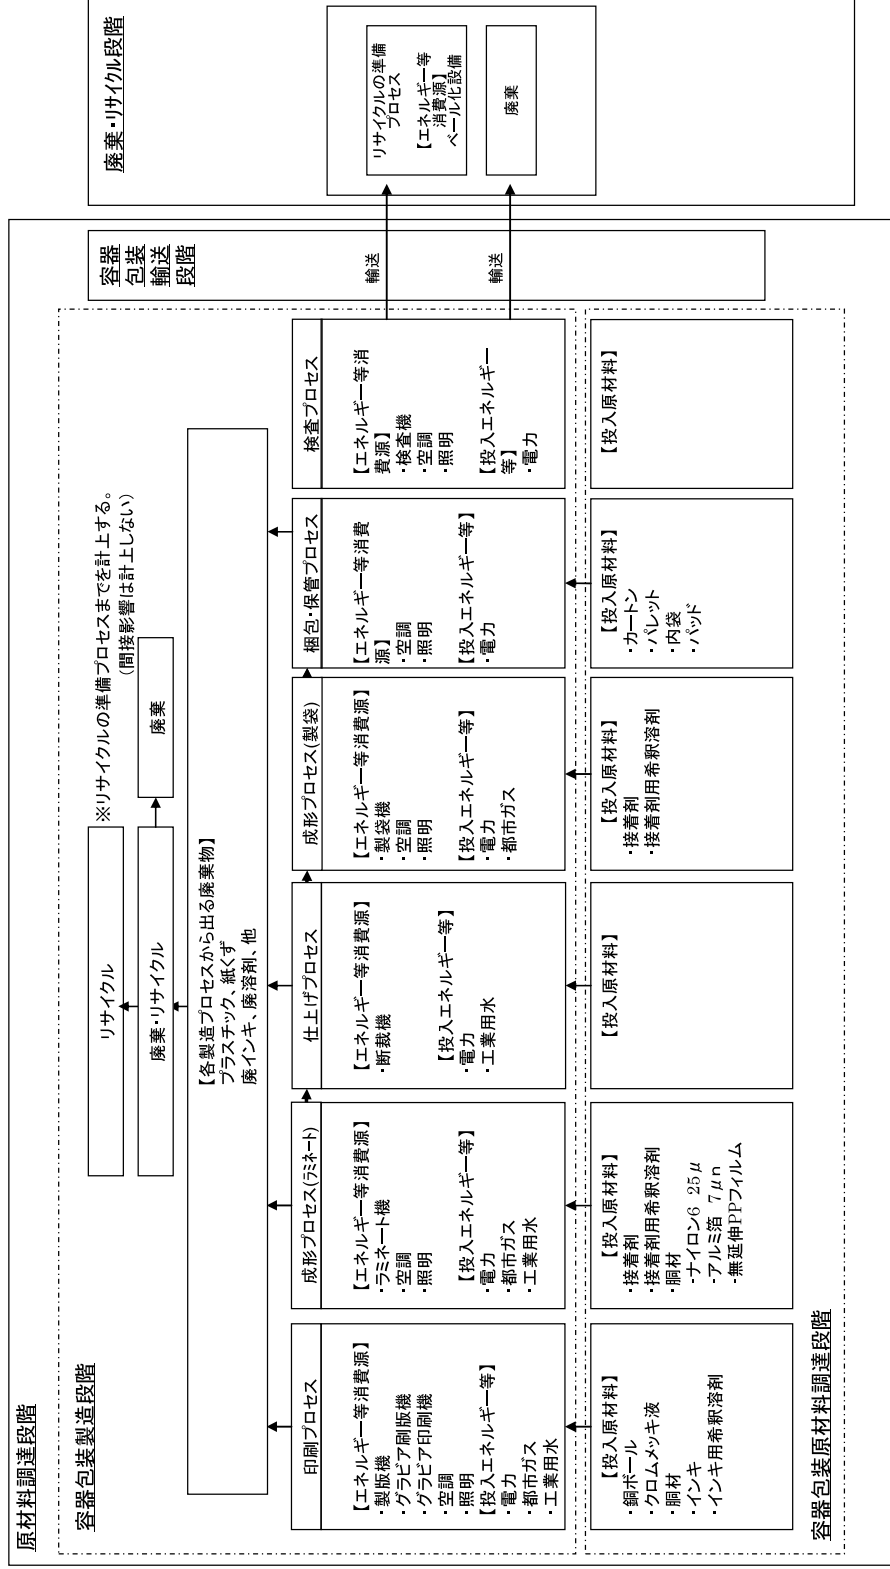 原材料調達段階
容器包装製造段階
リサイクル
※リサイクルの準備プロセスまでを計上する。
(間接影響は計上しない)
廃棄・リサイクル
廃棄
【各製造プロセスから出る廃棄物】
プラスチック、紙くず
廃インキ、廃溶剤、他
印刷プロセス
【エネルギー等消費源】
・製版機
・グラビア刷版機
・グラビア印刷機
・空調
・照明
【投入エネルギー等】
・電力
・都市ガス
・工業用水
成形プロセス(ラミネート)
【エネルギー等消費源】
・ラミネート機
・空調
・照明
【投入エネルギー等】
・電力
・都市ガス
・工業用水
仕上げプロセス
【エネルギー等消費源】
・断裁機
【投入エネルギー等】
・電力
・工業用水
成形プロセス(製袋)
【エネルギー等消費源】
・製袋機
・空調
・照明
【投入エネルギー等】
・電力
・都市ガス
梱包・保管プロセス
【エネルギー等消費
源】
・空調
・照明
【投入エネルギー等】
・電力
検査プロセス
【エネルギー等消
費源】
・検査機
・空調
・照明
【投入エネルギー
等】
・電力
【投入原材料】
・銅ボール
・クロムメッキ液
・胴材
・インキ
・インキ用希釈溶剤
【投入原材料】
・接着剤
・接着剤用希釈溶剤
胴材
・ナイロン6 25μ
・アルミ箔 7μn
・無延伸PPフィルム
【投入原材料】
【投入原材料】
・接着剤
・接着剤用希釈溶剤
【投入原材料】
・カートン
・パレット
・内袋
・パッド
【投入原材料】
容器包装原材料調達段階
容器
包装
輸送
段階
輸送
輸送
廃棄・リサイクル段階
リサイクルの準備
プロセス
【エネルギー等
消費源】
ベール化設備
廃棄